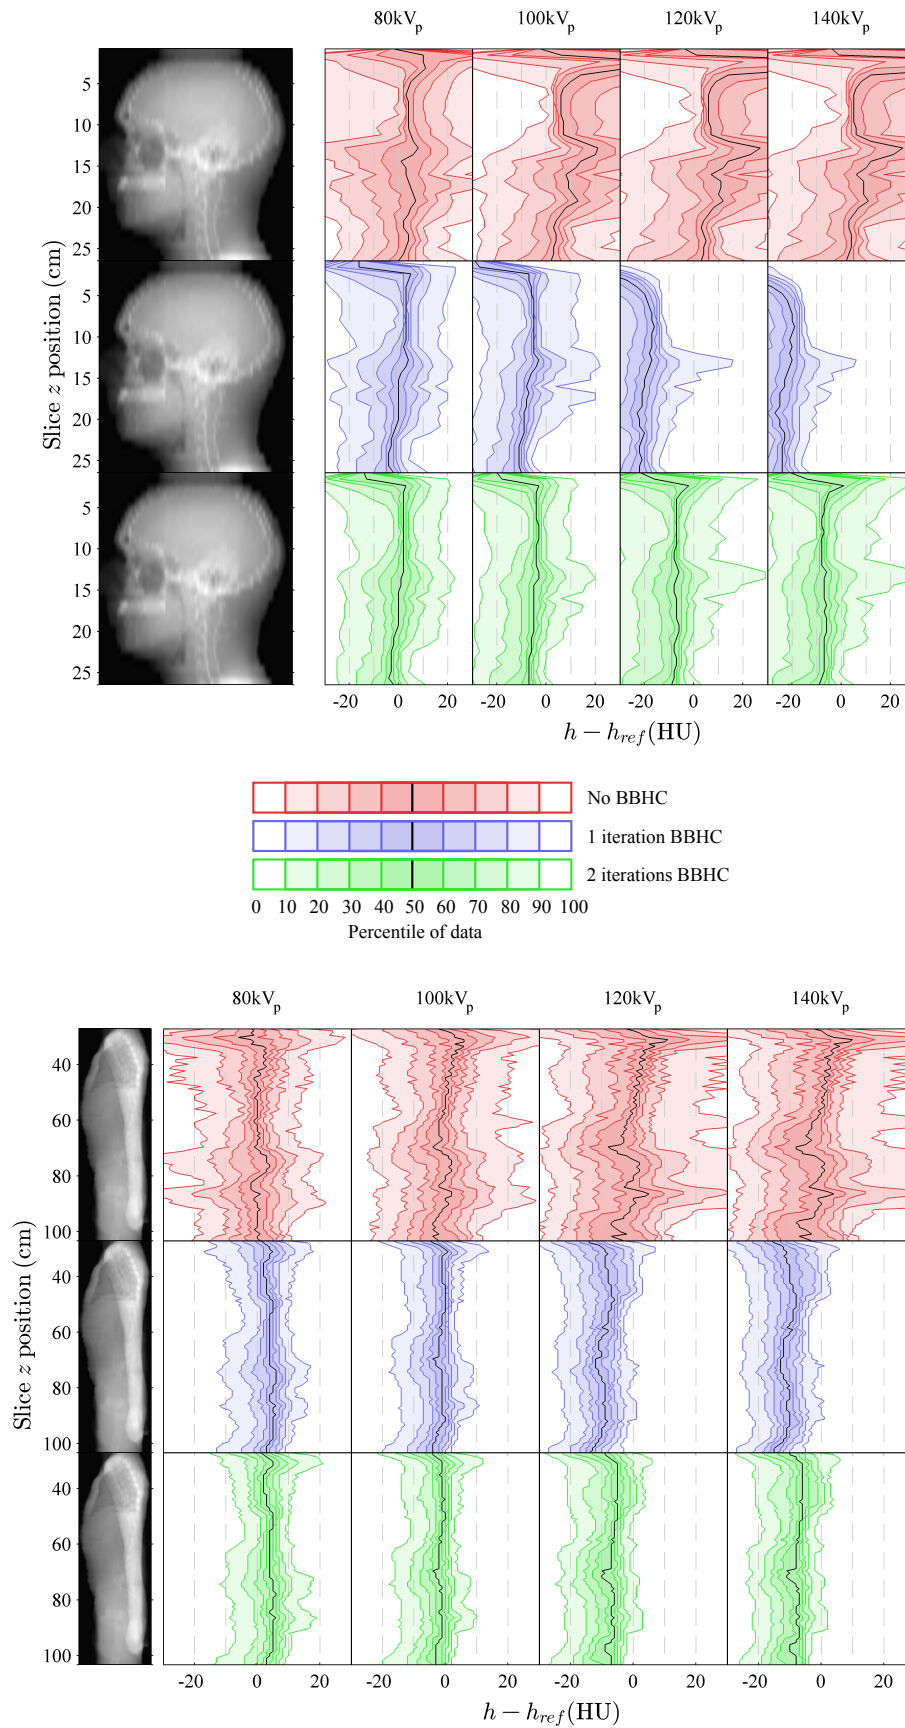 80kVp 100kVp 120kVp 140kVp
5
10
15
20
25
5
10
15
20
25
5
10
15
20
25
Slice z position (cm)
-20 0 20 -20 0 20 -20 0 20 -20 0 20
h − href(HU)
No BBHC
1 iteration BBHC
2 iterations BBHC
0 10 20 30 40 50 60 70 80 90 100
Percentile of data
80kVp 100kVp 120kVp 140kVp
40
60
80
100
40
60
80
100
40
60
80
100
Slice z position (cm)
-20 0 20 -20 0 20 -20 0 20 -20 0 20
h − href(HU)